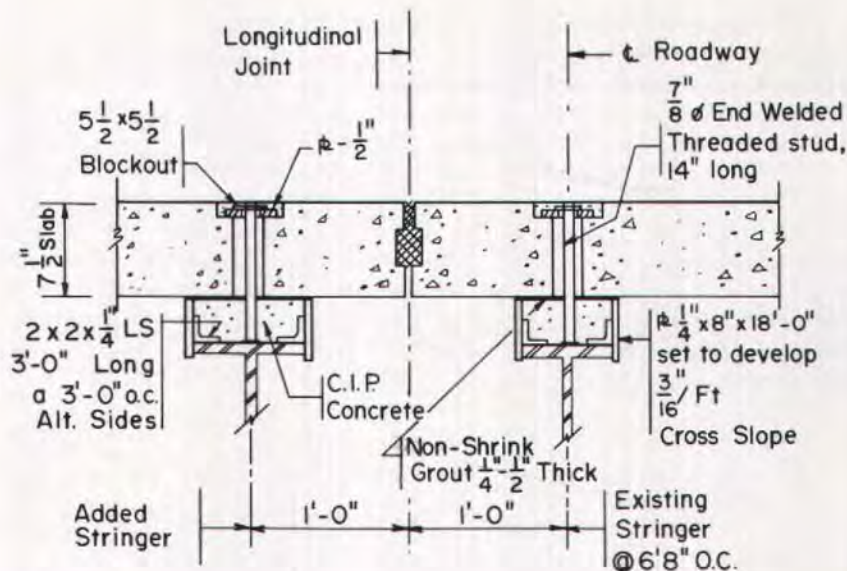 Longitudinal
Joint
℄ Roadway
7/8" ø End Welded
Threaded stud,
14" long
5 1/2 x 5 1/2
Blockout
℞ - 1/2"
7 1/2" Slab
2 x 2 x 1/4" LS
3'-0" Long
a 3'-0" o.c.
Alt. Sides
C.I.P.
Concrete
℞ 1/4" x 8" x 18'-0"
set to develop
3/16" / Ft
Cross Slope
Non-Shrink
Grout 1/4"-1/2" Thick
Added
Stringer
1'-0"
1'-0"
Existing
Stringer
@ 6'8" O.C.